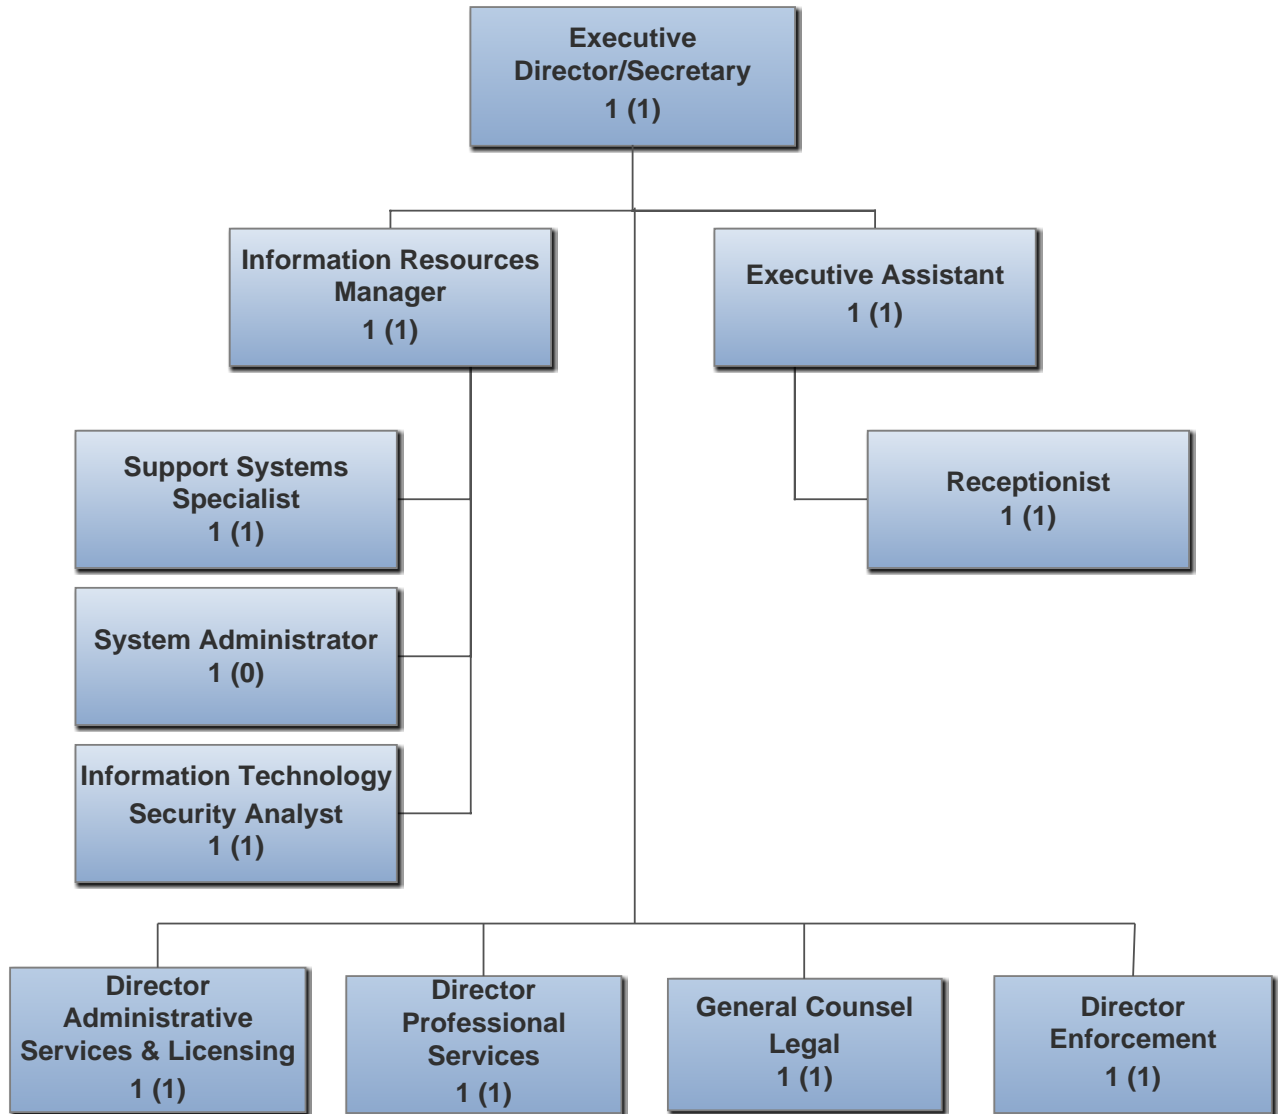 Executive
Director/Secretary
1 (1)
Information Resources
Manager
1 (1)
Executive Assistant
1 (1)
Support Systems
Specialist
1 (1)
Receptionist
1 (1)
System Administrator
1 (0)
Information Technology
Security Analyst
1 (1)
Director
Administrative
Services & Licensing
1 (1)
Director
Professional
Services
1 (1)
General Counsel
Legal
1 (1)
Director
Enforcement
1 (1)